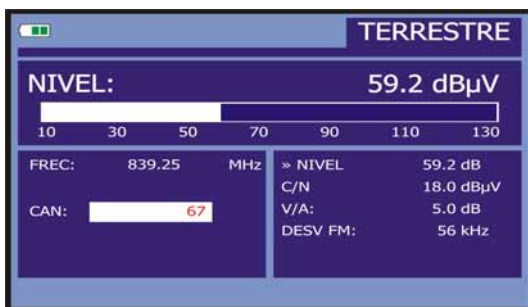 TERRESTRE
NIVEL: 59.2 dBµV
10 30 50 70 90 110 130
FREC: 839.25 MHz
CAN: 67
» NIVEL 59.2 dB
C/N 18.0 dBµV
V/A: 5.0 dB
DESV FM: 56 kHz